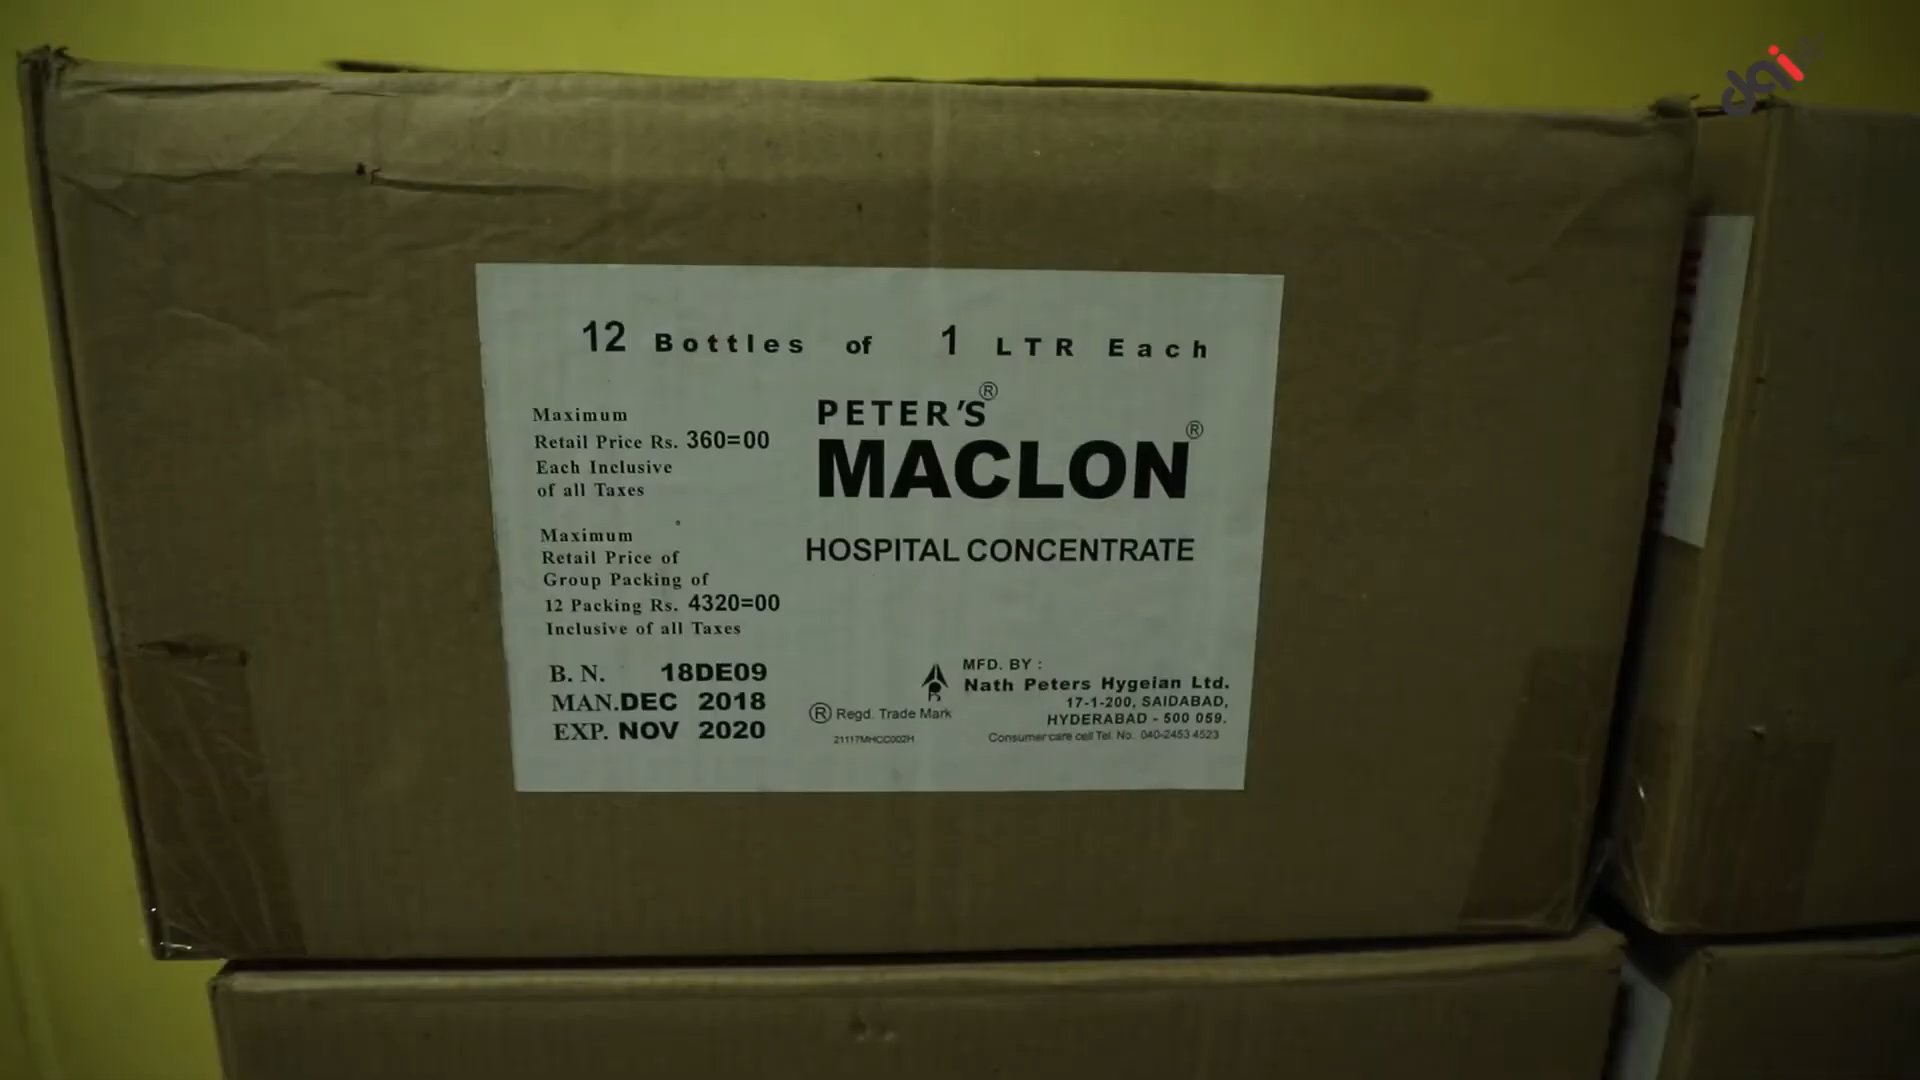 12 Bottles of 1 LTR Each
Maximum
Retail Price Rs. 360=00
Each Inclusive
of all Taxes
PETER'S®
MACLON®
HOSPITAL CONCENTRATE
Maximum
Retail Price of
Group Packing of
12 Packing Rs. 4320=00
Inclusive of all Taxes
B. N. 18DE09
MAN. DEC 2018
EXP. NOV 2020
® Regd. Trade Mark
21117MHCC002H
MFD. BY :
Nath Peters Hygeian Ltd.
17-1-200, SAIDABAD,
HYDERABAD - 500 059.
Consumer care cell Tel. No. 040-2453 4523